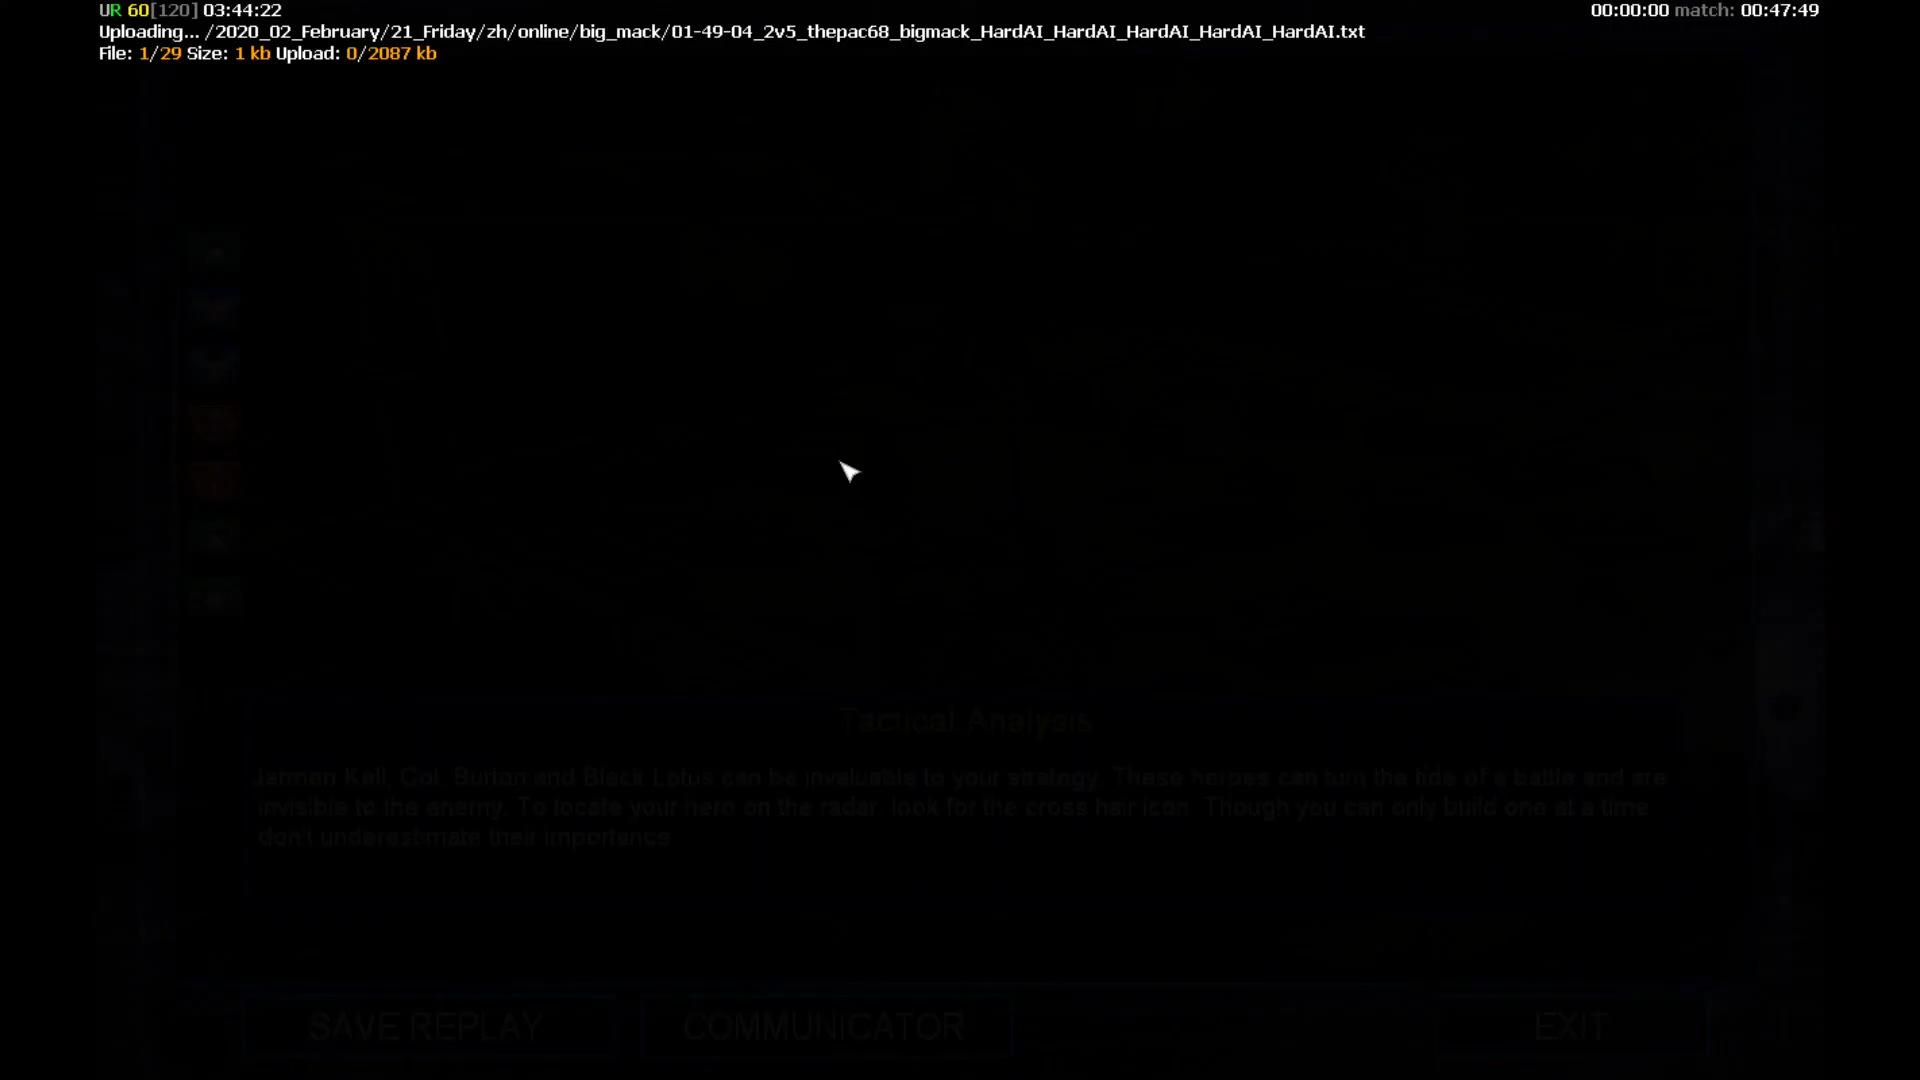 UR 60[120] 03:44:22
00:00:00 match: 00:47:49
Uploading... /2020_02_February/21_Friday/zh/online/big_mack/01-49-04_2v5_thepac68_bigmack_HardAI_HardAI_HardAI_HardAI_HardAI.txt
File: 1/29 Size: 1 kb Upload: 0/2087 kb
Tactical Analysis
Jarmen Kell, Col. Burton and Black Lotus can be invaluable to your strategy. These heroes can turn the tide of a battle and are
invisible to the enemy. To locate your hero on the radar, look for the cross hair icon. Though you can only build one at a time
don't underestimate their importance.
SAVE REPLAY
COMMUNICATOR
EXIT